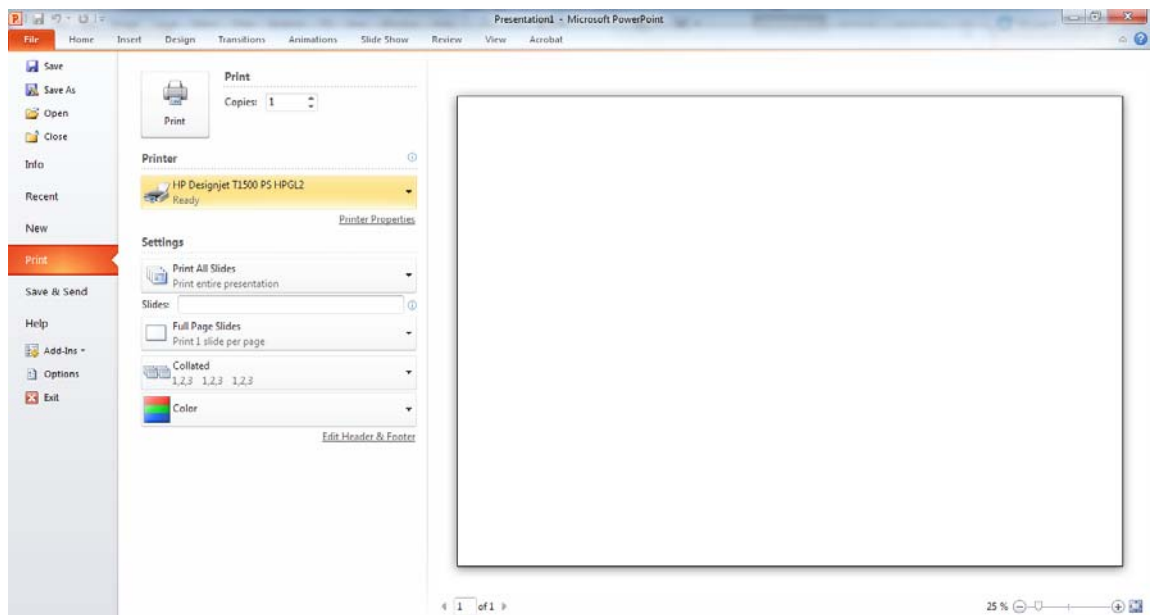 Presentation1 - Microsoft PowerPoint
File Home Insert Design Transitions Animations Slide Show Review View Acrobat
Save
Save As
Open
Close
Info
Recent
New
Print
Save & Send
Help
Add-Ins
Options
Exit
Print
Print
Copies: 1
Printer
HP Designjet T1500 PS HPGL2
Ready
Printer Properties
Settings
Print All Slides
Print entire presentation
Slides:
Full Page Slides
Print 1 slide per page
Collated
1,2,3 1,2,3 1,2,3
Color
Edit Header & Footer
1 of 1
25 %